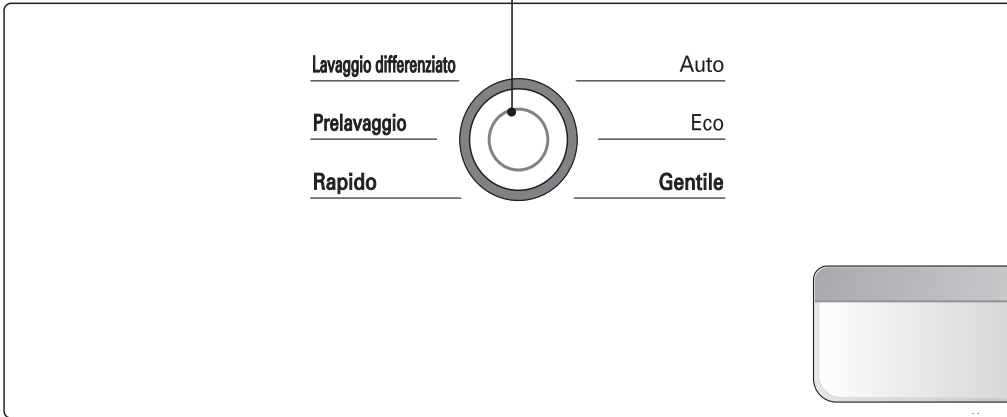 Lavaggio differenziato
Prelavaggio
Rapido
Auto
Eco
Gentile